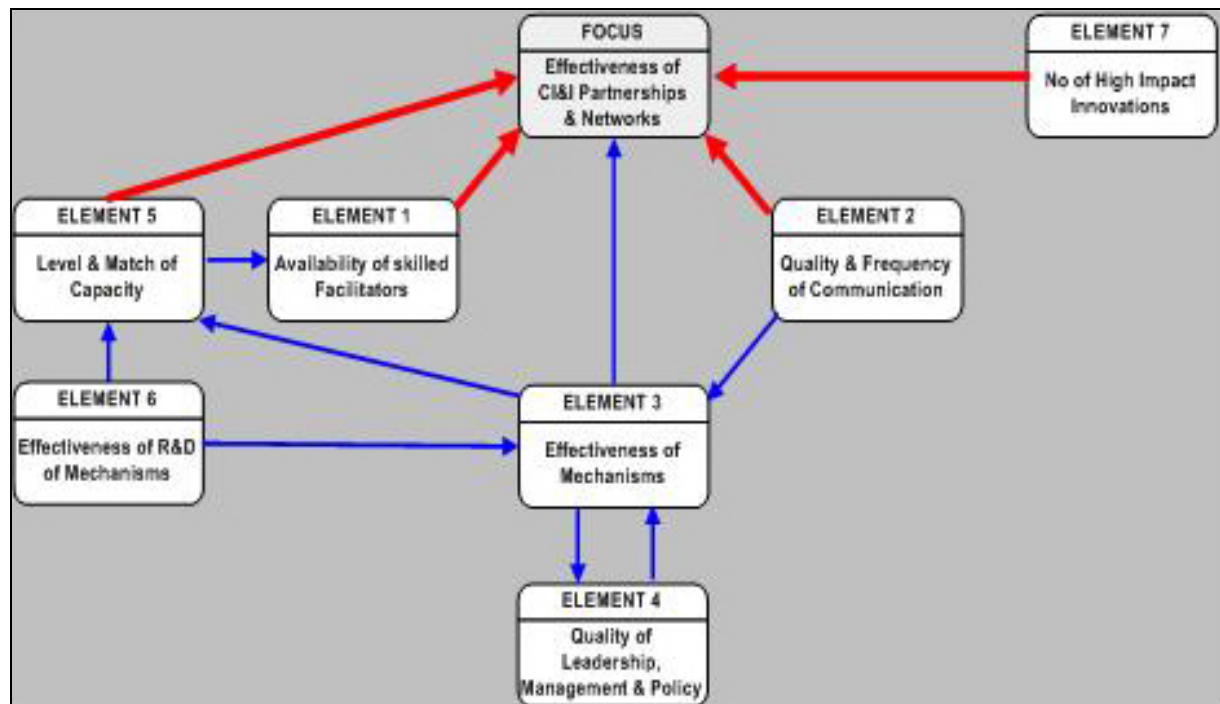 FOCUS
Effectiveness of
CI&I Partnerships
& Networks
ELEMENT 7
No of High Impact
Innovations
ELEMENT 5
Level & Match of
Capacity
ELEMENT 1
Availability of skilled
Facilitators
ELEMENT 2
Quality & Frequency
of Communication
ELEMENT 6
Effectiveness of R&D
of Mechanisms
ELEMENT 3
Effectiveness of
Mechanisms
ELEMENT 4
Quality of
Leadership,
Management & Policy